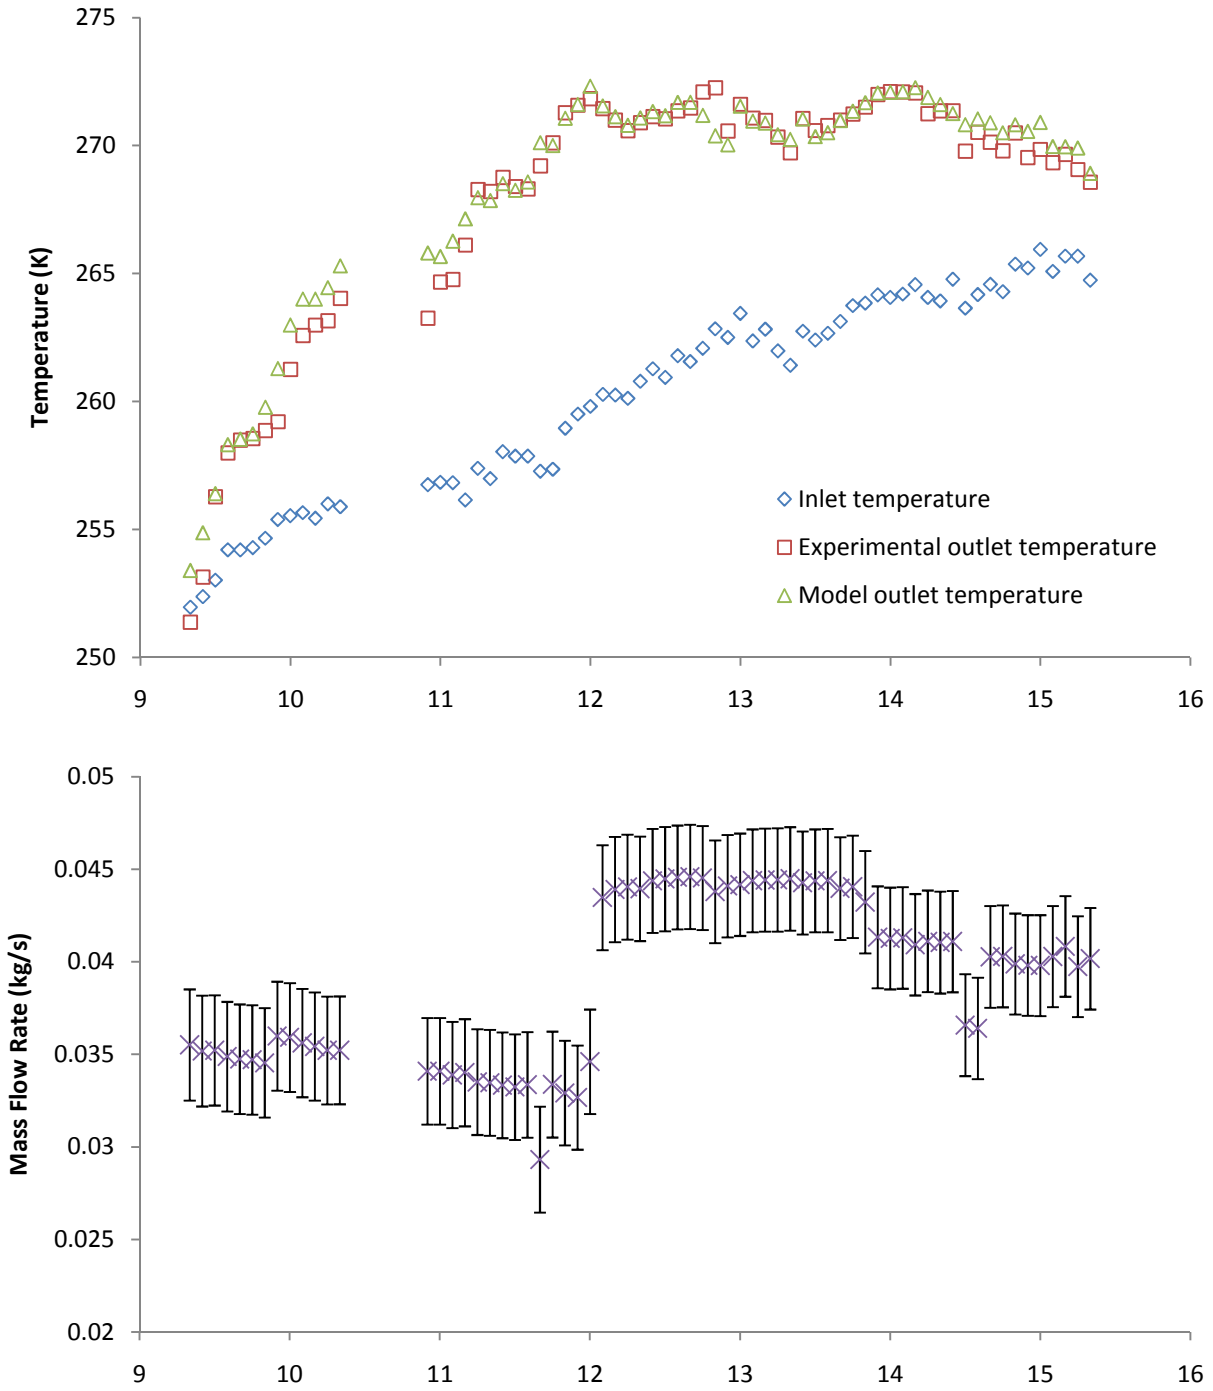 275
270
265
260
255
250
Temperature (K)
Inlet temperature
Experimental outlet temperature
Model outlet temperature
9 10 11 12 13 14 15 16
0.05
0.045
0.04
0.035
0.03
0.025
0.02
Mass Flow Rate (kg/s)
9 10 11 12 13 14 15 16